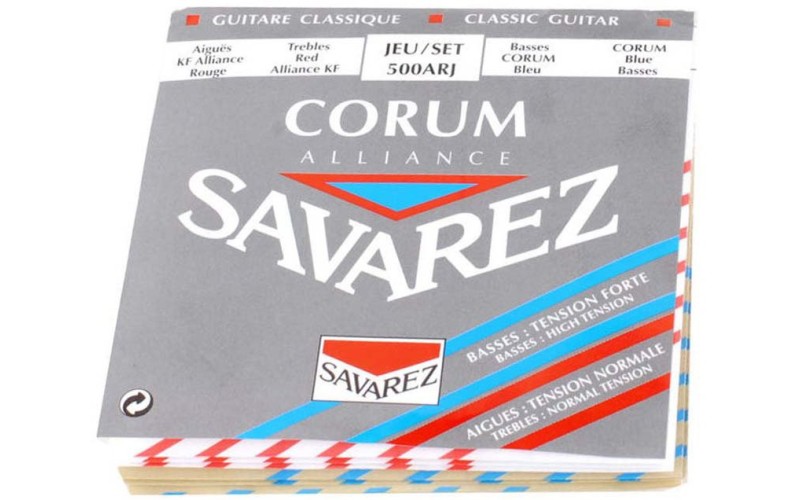 GUITARE CLASSIQUE
CLASSIC GUITAR
Aiguës
KF Alliance
Rouge
Trebles
Red
Alliance KF
JEU/SET
500ARJ
Basses
CORUM
Bleu
CORUM
Blue
Basses
CORUM
ALLIANCE
SAVAREZ
BASSES : TENSION FORTE
BASSES : HIGH TENSION
SAVAREZ
AIGUES : TENSION NORMALE
TREBLES : NORMAL TENSION